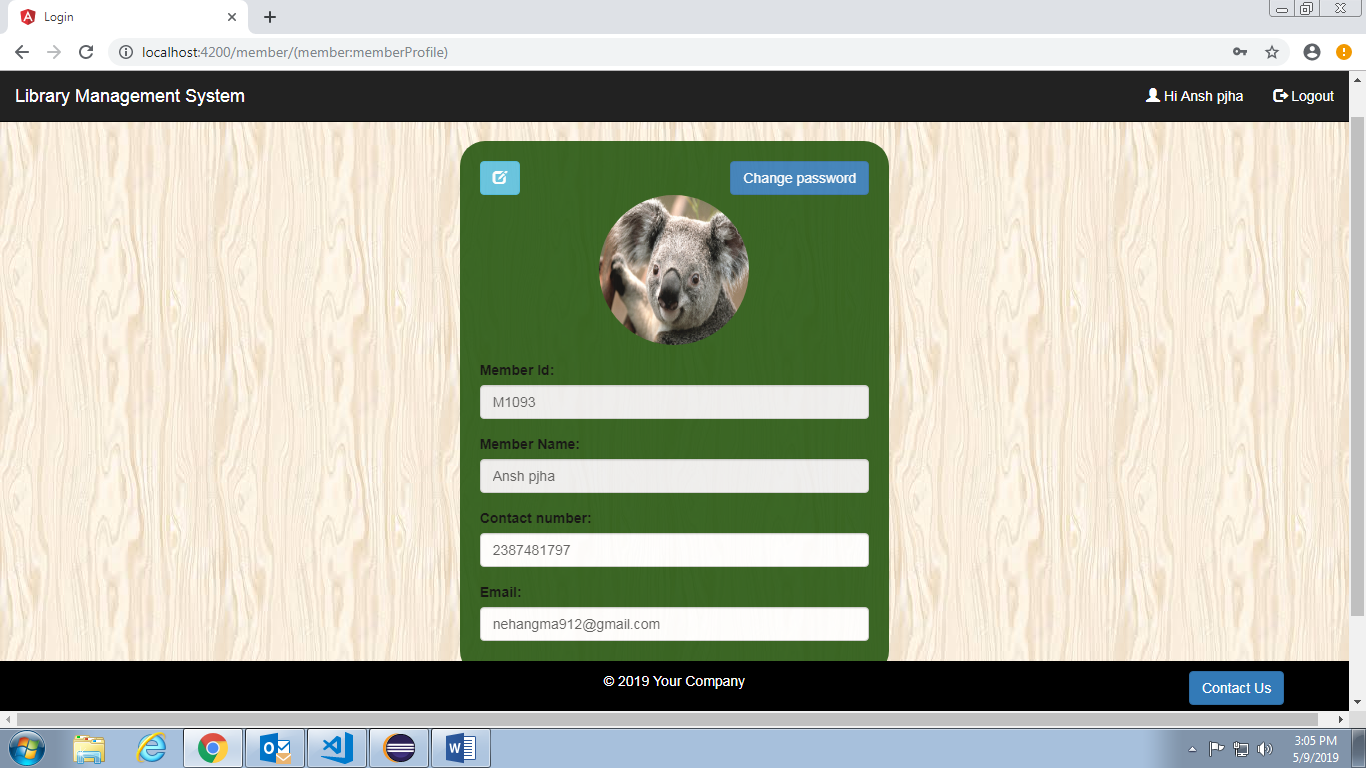 Login
localhost:4200/member/(member:memberProfile)
Library Management System
Hi Ansh pjha
Logout
Change password
Member Id:
M1093
Member Name:
Ansh pjha
Contact number:
2387481797
Email:
nehangma912@gmail.com
© 2019 Your Company
Contact Us
3:05 PM
5/9/2019